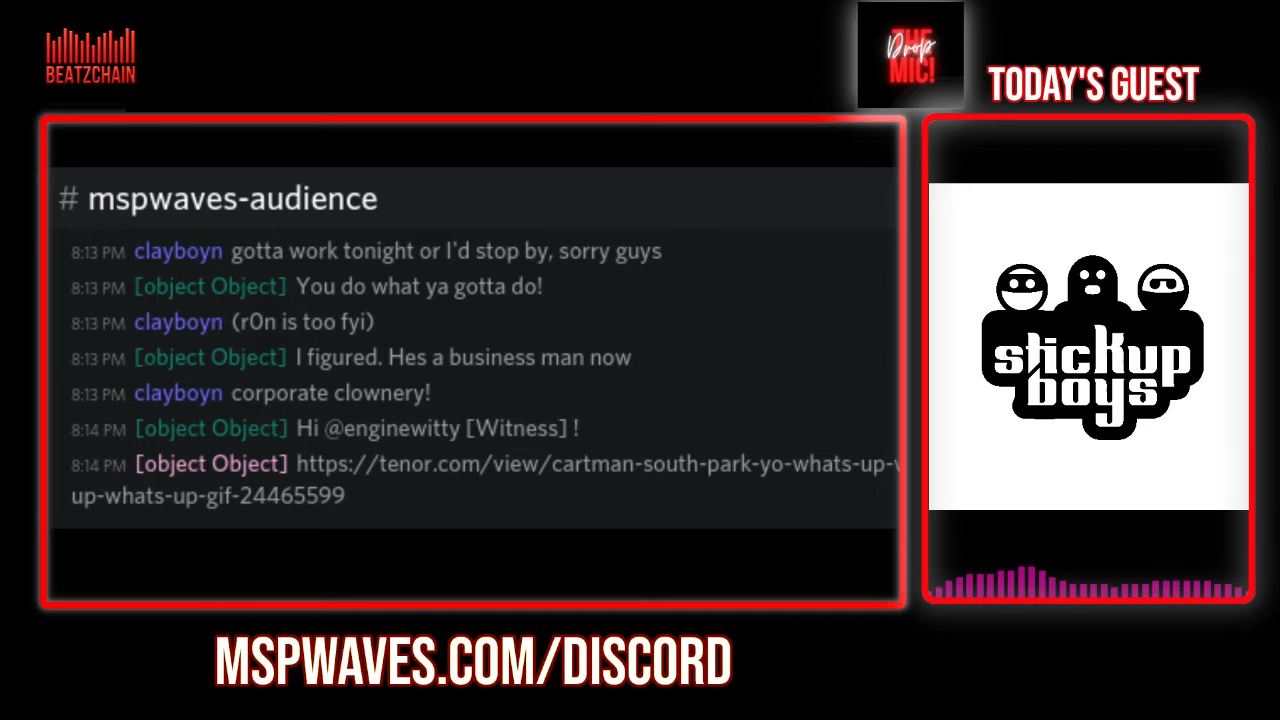 BEATZCHAIN
THE
Drop
MIC!
TODAY'S GUEST
# mspwaves-audience
8:13 PM clayboyn gotta work tonight or I'd stop by, sorry guys
8:13 PM [object Object] You do what ya gotta do!
8:13 PM clayboyn (r0n is too fyi)
8:13 PM [object Object] I figured. Hes a business man now
8:13 PM clayboyn corporate clownery!
8:14 PM [object Object] Hi @enginewitty [Witness] !
8:14 PM [object Object] https://tenor.com/view/cartman-south-park-yo-whats-up-
up-whats-up-gif-24465599
stickup
boys
MSPWAVES.COM/DISCORD